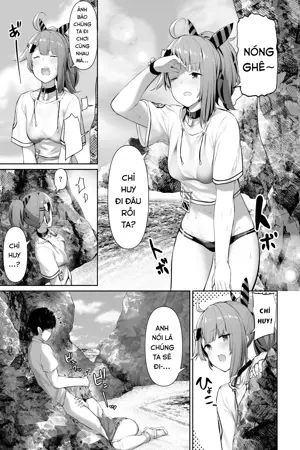 NÓNG
GHÊ~
ẢNH
BẢO
CHÚNG
TA ĐI
CHƠI
CÙNG
NHAU
MÀ...
CHỈ HUY
ĐI ĐÂU
RỒI
TA?
?
CHỈ
HUY
...?
CHỈ
HUY!
ANH
NÓI LÀ
CHÚNG
TA SẼ
ĐI-...